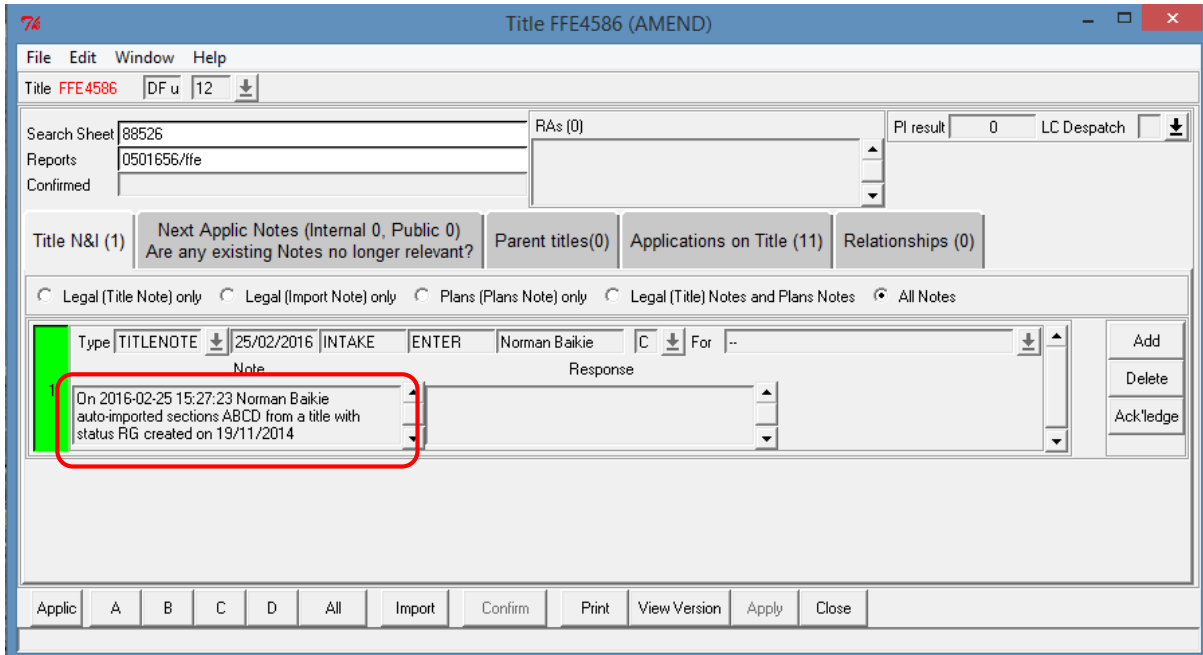 Title FFE4586 (AMEND)
File Edit Window Help
Title FFE4586 DF u 12
Search Sheet 88526
Reports 0501656/ffe
Confirmed
RAs (0)
PI result 0 LC Despatch
Title N&I (1)
Next Applic Notes (Internal 0, Public 0)
Are any existing Notes no longer relevant?
Parent titles(0)
Applications on Title (11)
Relationships (0)
Legal (Title Note) only Legal (Import Note) only Plans (Plans Note) only Legal (Title) Notes and Plans Notes All Notes
1
Type TITLENOTE 25/02/2016 INTAKE ENTER Norman Baikie C For --
Note Response
On 2016-02-25 15:27:23 Norman Baikie
auto-imported sections ABCD from a title with
status RG created on 19/11/2014
Add
Delete
Ack'ledge
Applic A B C D All Import Confirm Print View Version Apply Close